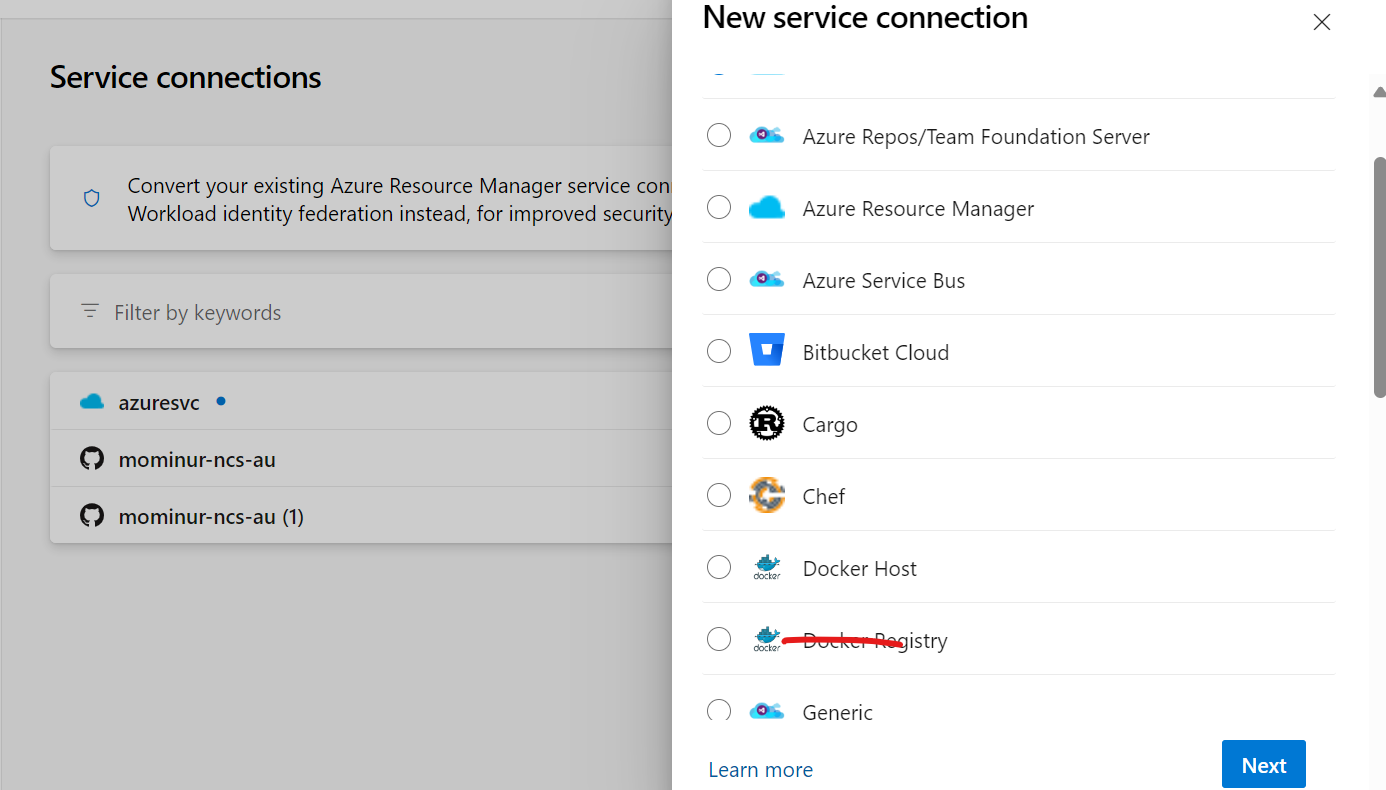 New service connection
Service connections
Convert your existing Azure Resource Manager service con
Workload identity federation instead, for improved security
Filter by keywords
azuresvc
mominur-ncs-au
mominur-ncs-au (1)
Azure Repos/Team Foundation Server
Azure Resource Manager
Azure Service Bus
Bitbucket Cloud
Cargo
Chef
docker Docker Host
docker Docker Registry
Generic
Learn more
Next